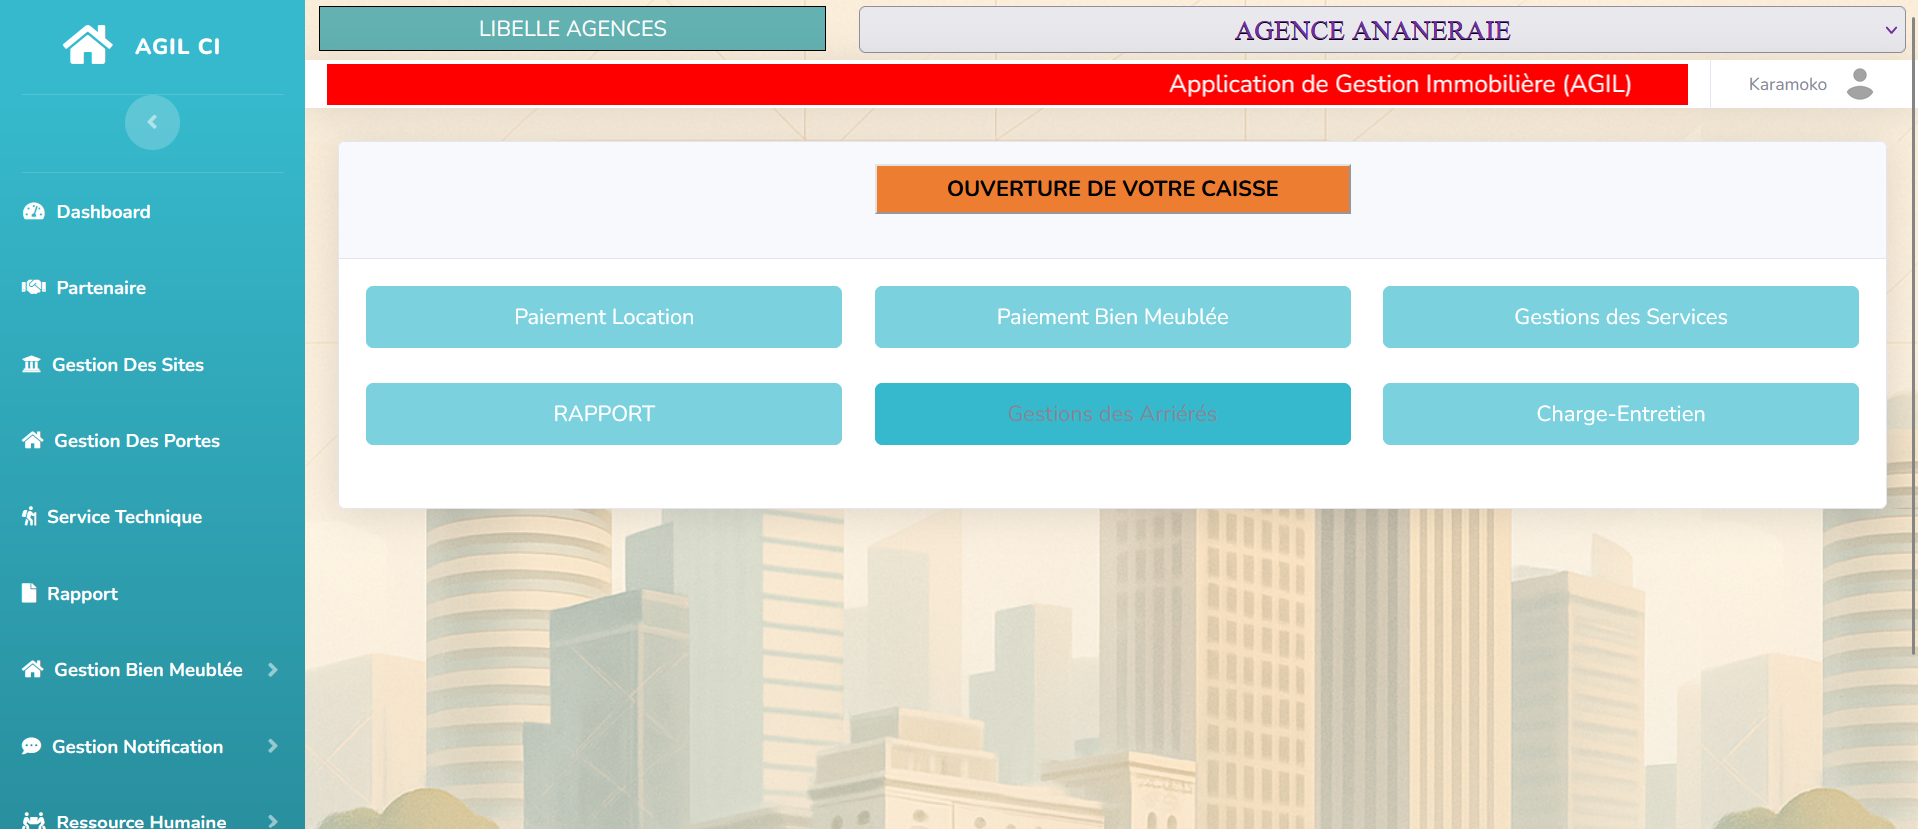 AGIL CI
LIBELLE AGENCES
AGENCE ANANERAIE
Application de Gestion Immobilière (AGIL)
Karamoko
Dashboard
Partenaire
Gestion Des Sites
Gestion Des Portes
Service Technique
Rapport
Gestion Bien Meublée
Gestion Notification
Ressource Humaine
OUVERTURE DE VOTRE CAISSE
Paiement Location
Paiement Bien Meublée
Gestions des Services
RAPPORT
Gestions des Arriérés
Charge-Entretien